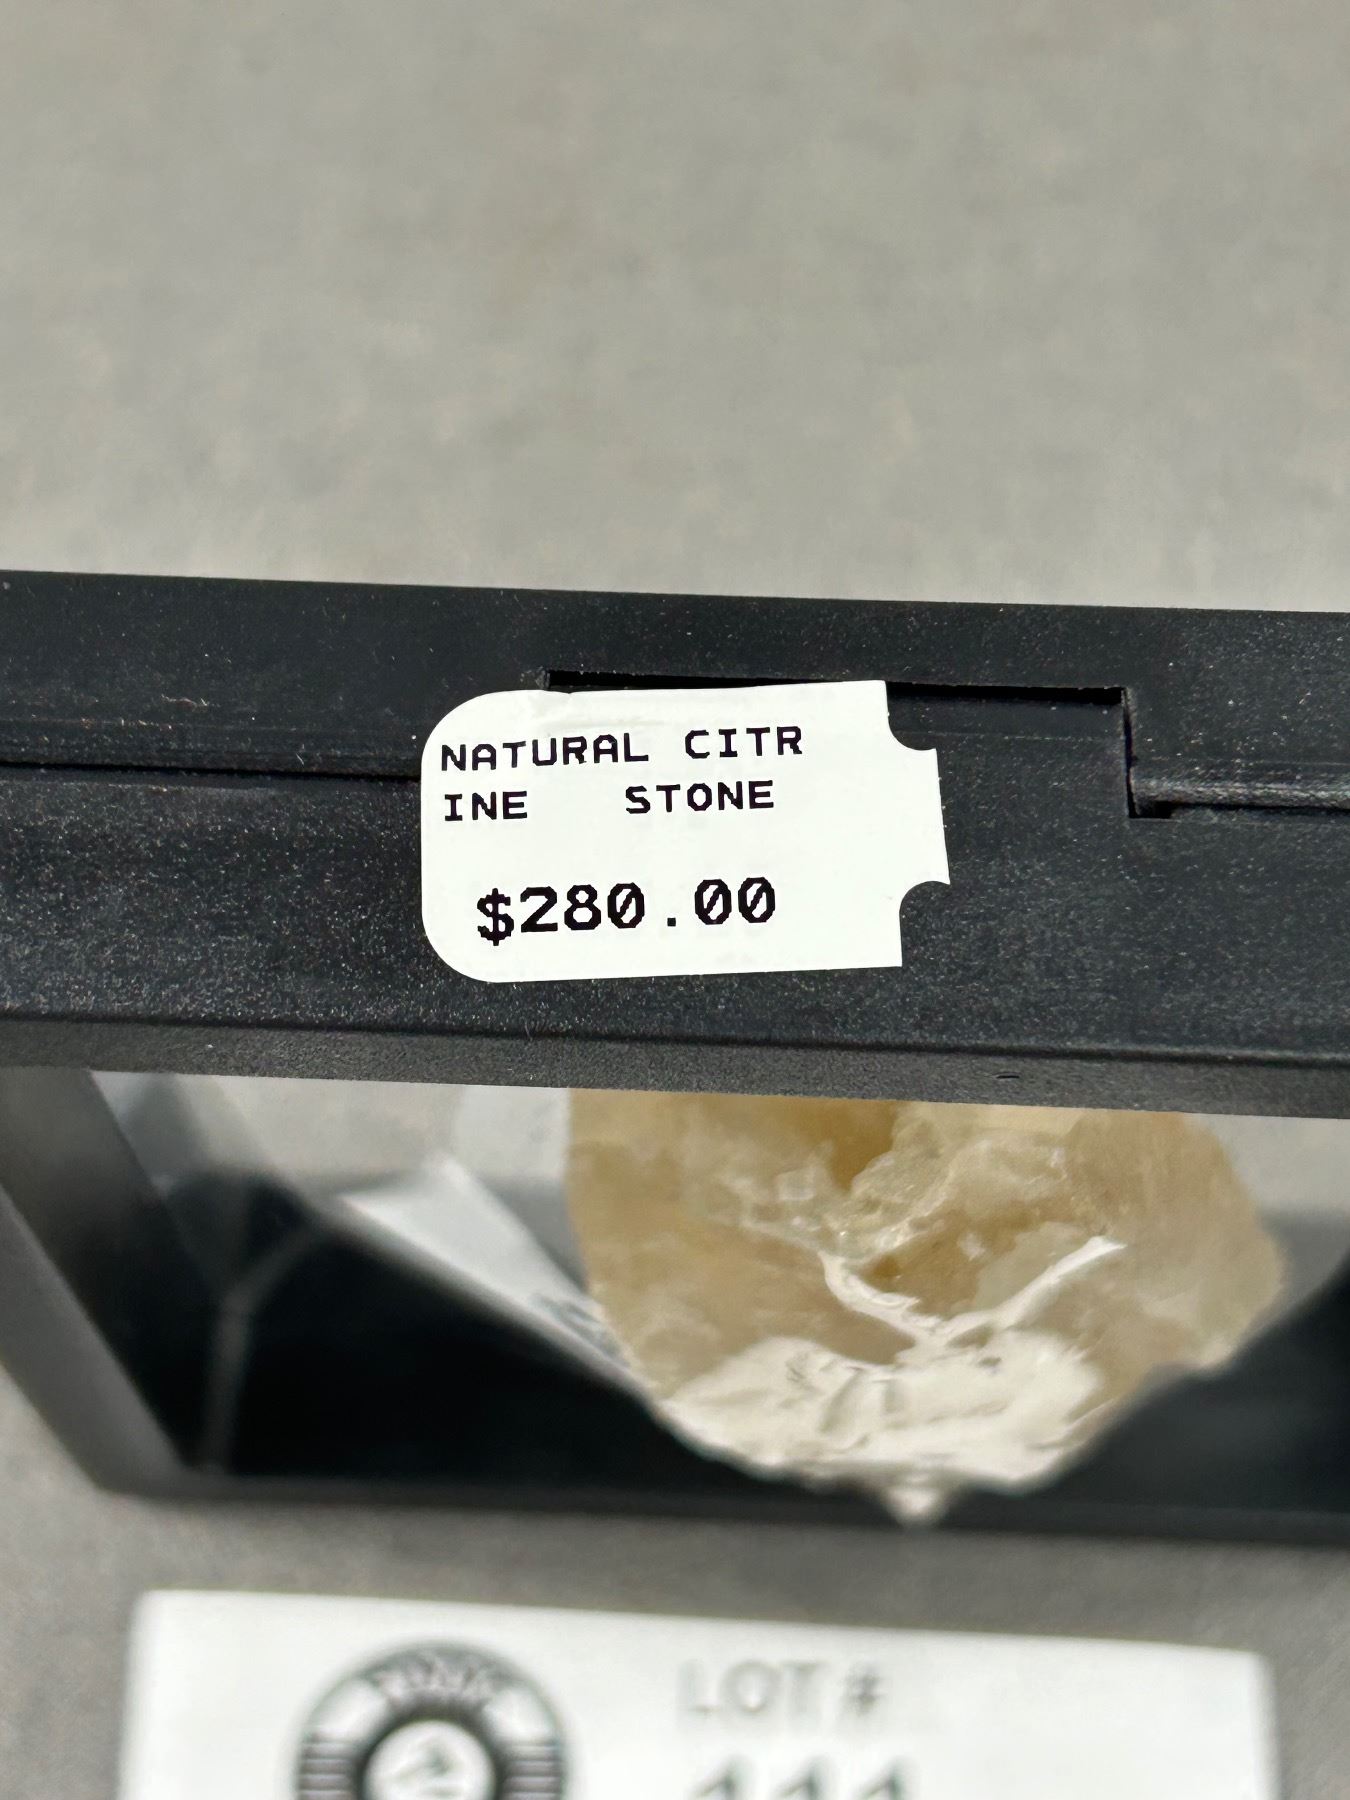 NATURAL CITR
INE STONE
$280.00
LOT #